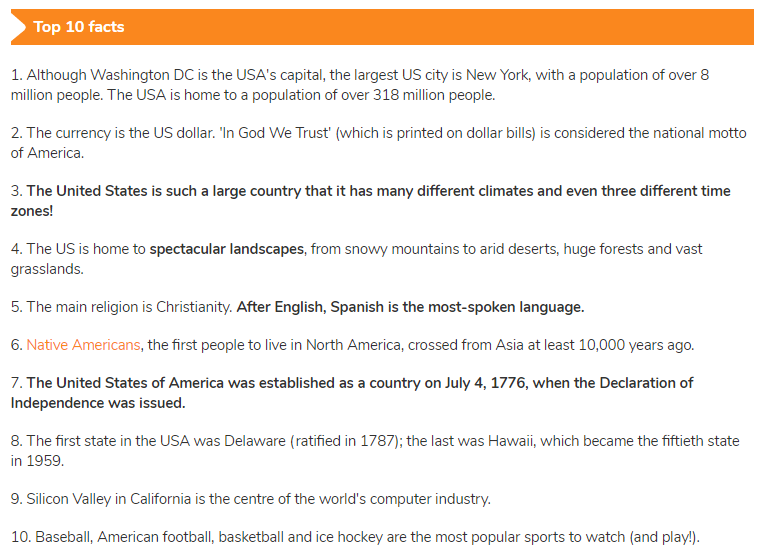 Top 10 facts
1. Although Washington DC is the USA's capital, the largest US city is New York, with a population of over 8
million people. The USA is home to a population of over 318 million people.
2. The currency is the US dollar. 'In God We Trust' (which is printed on dollar bills) is considered the national motto
of America.
3. The United States is such a large country that it has many different climates and even three different time
zones!
4. The US is home to spectacular landscapes, from snowy mountains to arid deserts, huge forests and vast
grasslands.
5. The main religion is Christianity. After English, Spanish is the most-spoken language.
6. Native Americans, the first people to live in North America, crossed from Asia at least 10,000 years ago.
7. The United States of America was established as a country on July 4, 1776, when the Declaration of
Independence was issued.
8. The first state in the USA was Delaware (ratified in 1787); the last was Hawaii, which became the fiftieth state
in 1959.
9. Silicon Valley in California is the centre of the world's computer industry.
10. Baseball, American football, basketball and ice hockey are the most popular sports to watch (and play!).